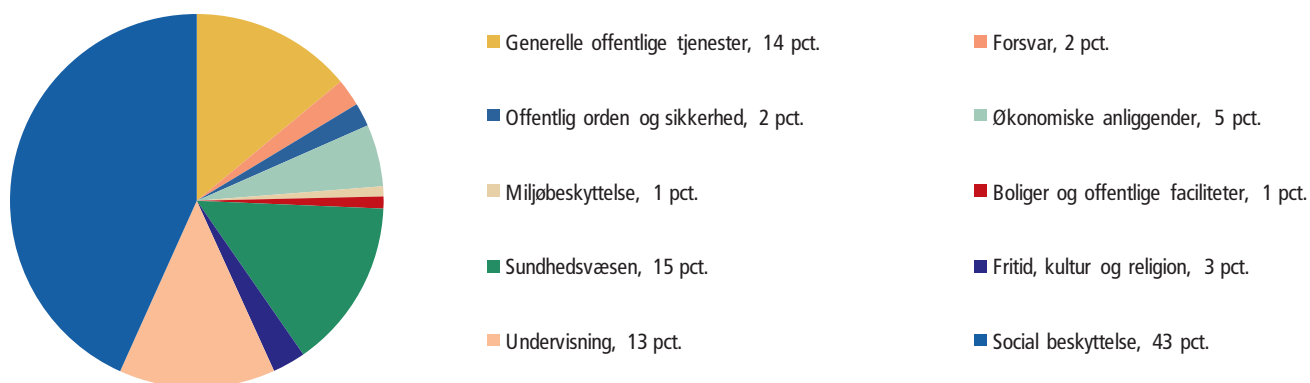 Generelle offentlige tjenester, 14 pct.
Forsvar, 2 pct.
Offentlig orden og sikkerhed, 2 pct.
Økonomiske anliggender, 5 pct.
Miljøbeskyttelse, 1 pct.
Boliger og offentlige faciliteter, 1 pct.
Sundhedsvæsen, 15 pct.
Fritid, kultur og religion, 3 pct.
Undervisning, 13 pct.
Social beskyttelse, 43 pct.